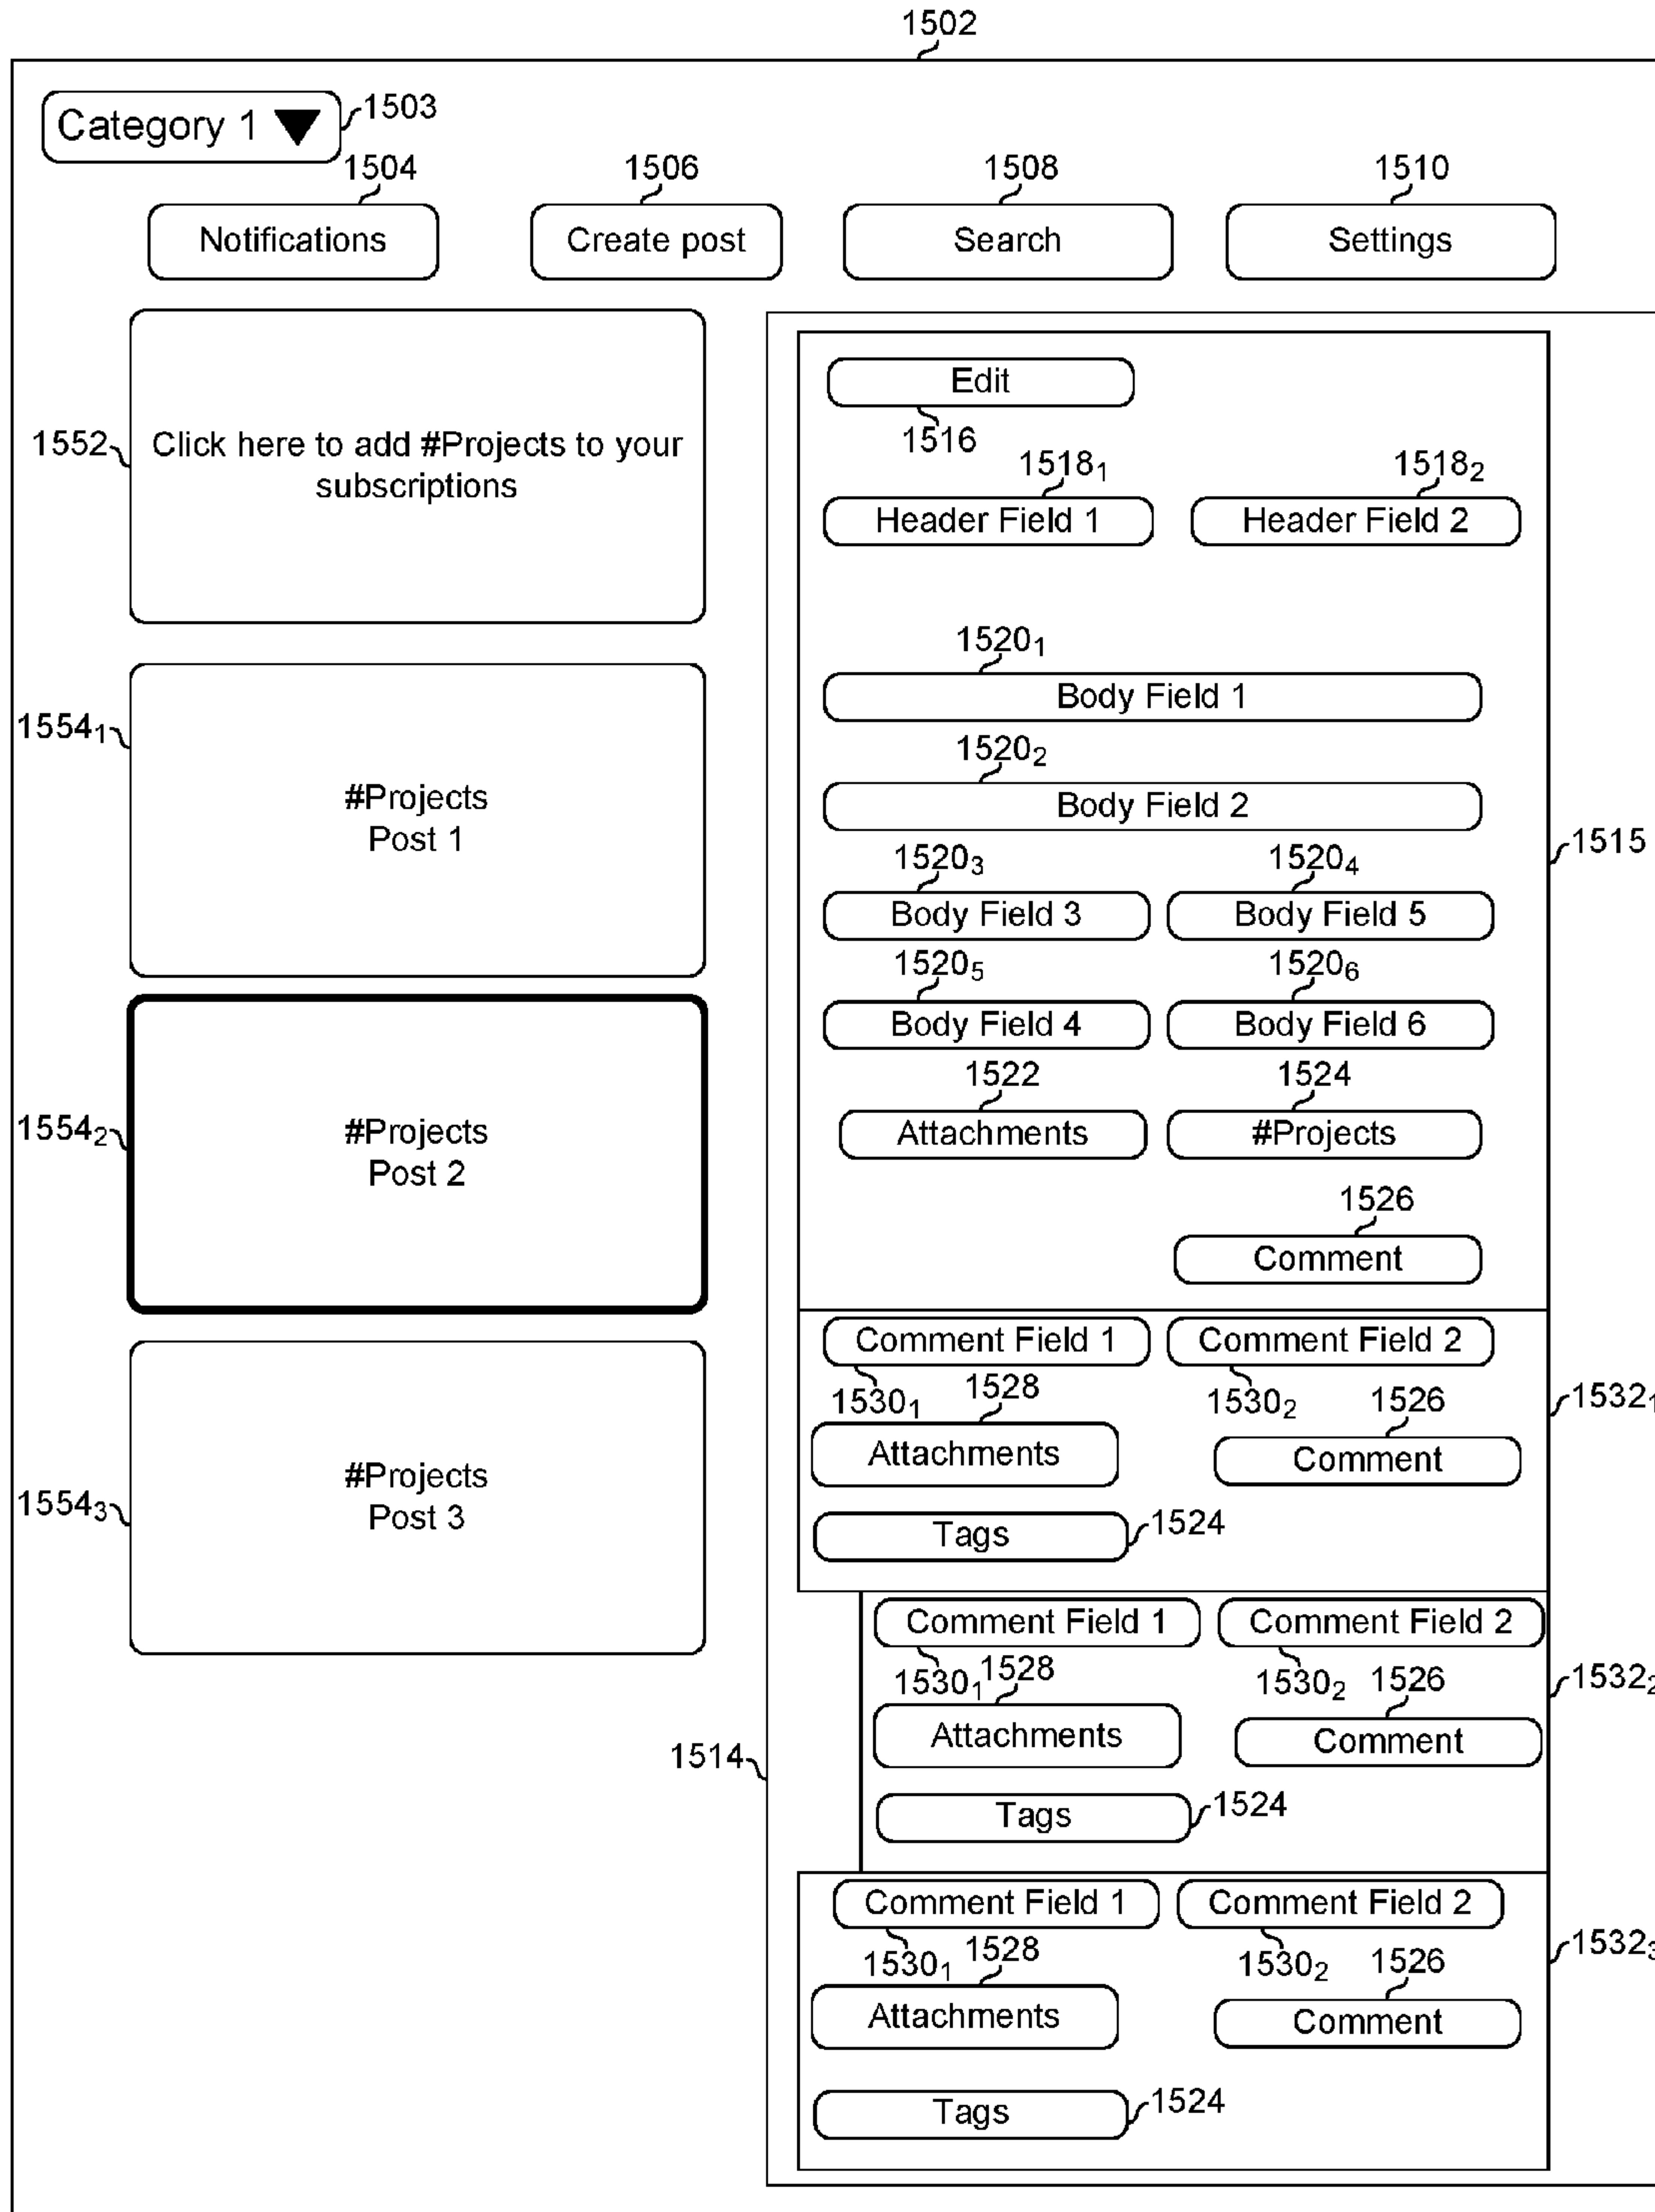 1502
Category 1
1503
1504
1506
1508
1510
Notifications
Create post
Search
Settings
1552
Click here to add #Projects to your
subscriptions
1554₁
#Projects
Post 1
1554₂
#Projects
Post 2
1554₃
#Projects
Post 3
1514
Edit
1516
1518₁
1518₂
Header Field 1
Header Field 2
1520₁
Body Field 1
1520₂
Body Field 2
1515
1520₃
1520₄
Body Field 3
Body Field 5
1520₅
1520₆
Body Field 4
Body Field 6
1522
1524
Attachments
#Projects
1526
Comment
Comment Field 1
Comment Field 2
1530₁
1528
1530₂
1526
1532₁
Attachments
Comment
Tags
1524
Comment Field 1
Comment Field 2
1530₁
1528
1530₂
1526
1532₂
Attachments
Comment
Tags
1524
Comment Field 1
Comment Field 2
1530₁
1528
1530₂
1526
1532₃
Attachments
Comment
Tags
1524